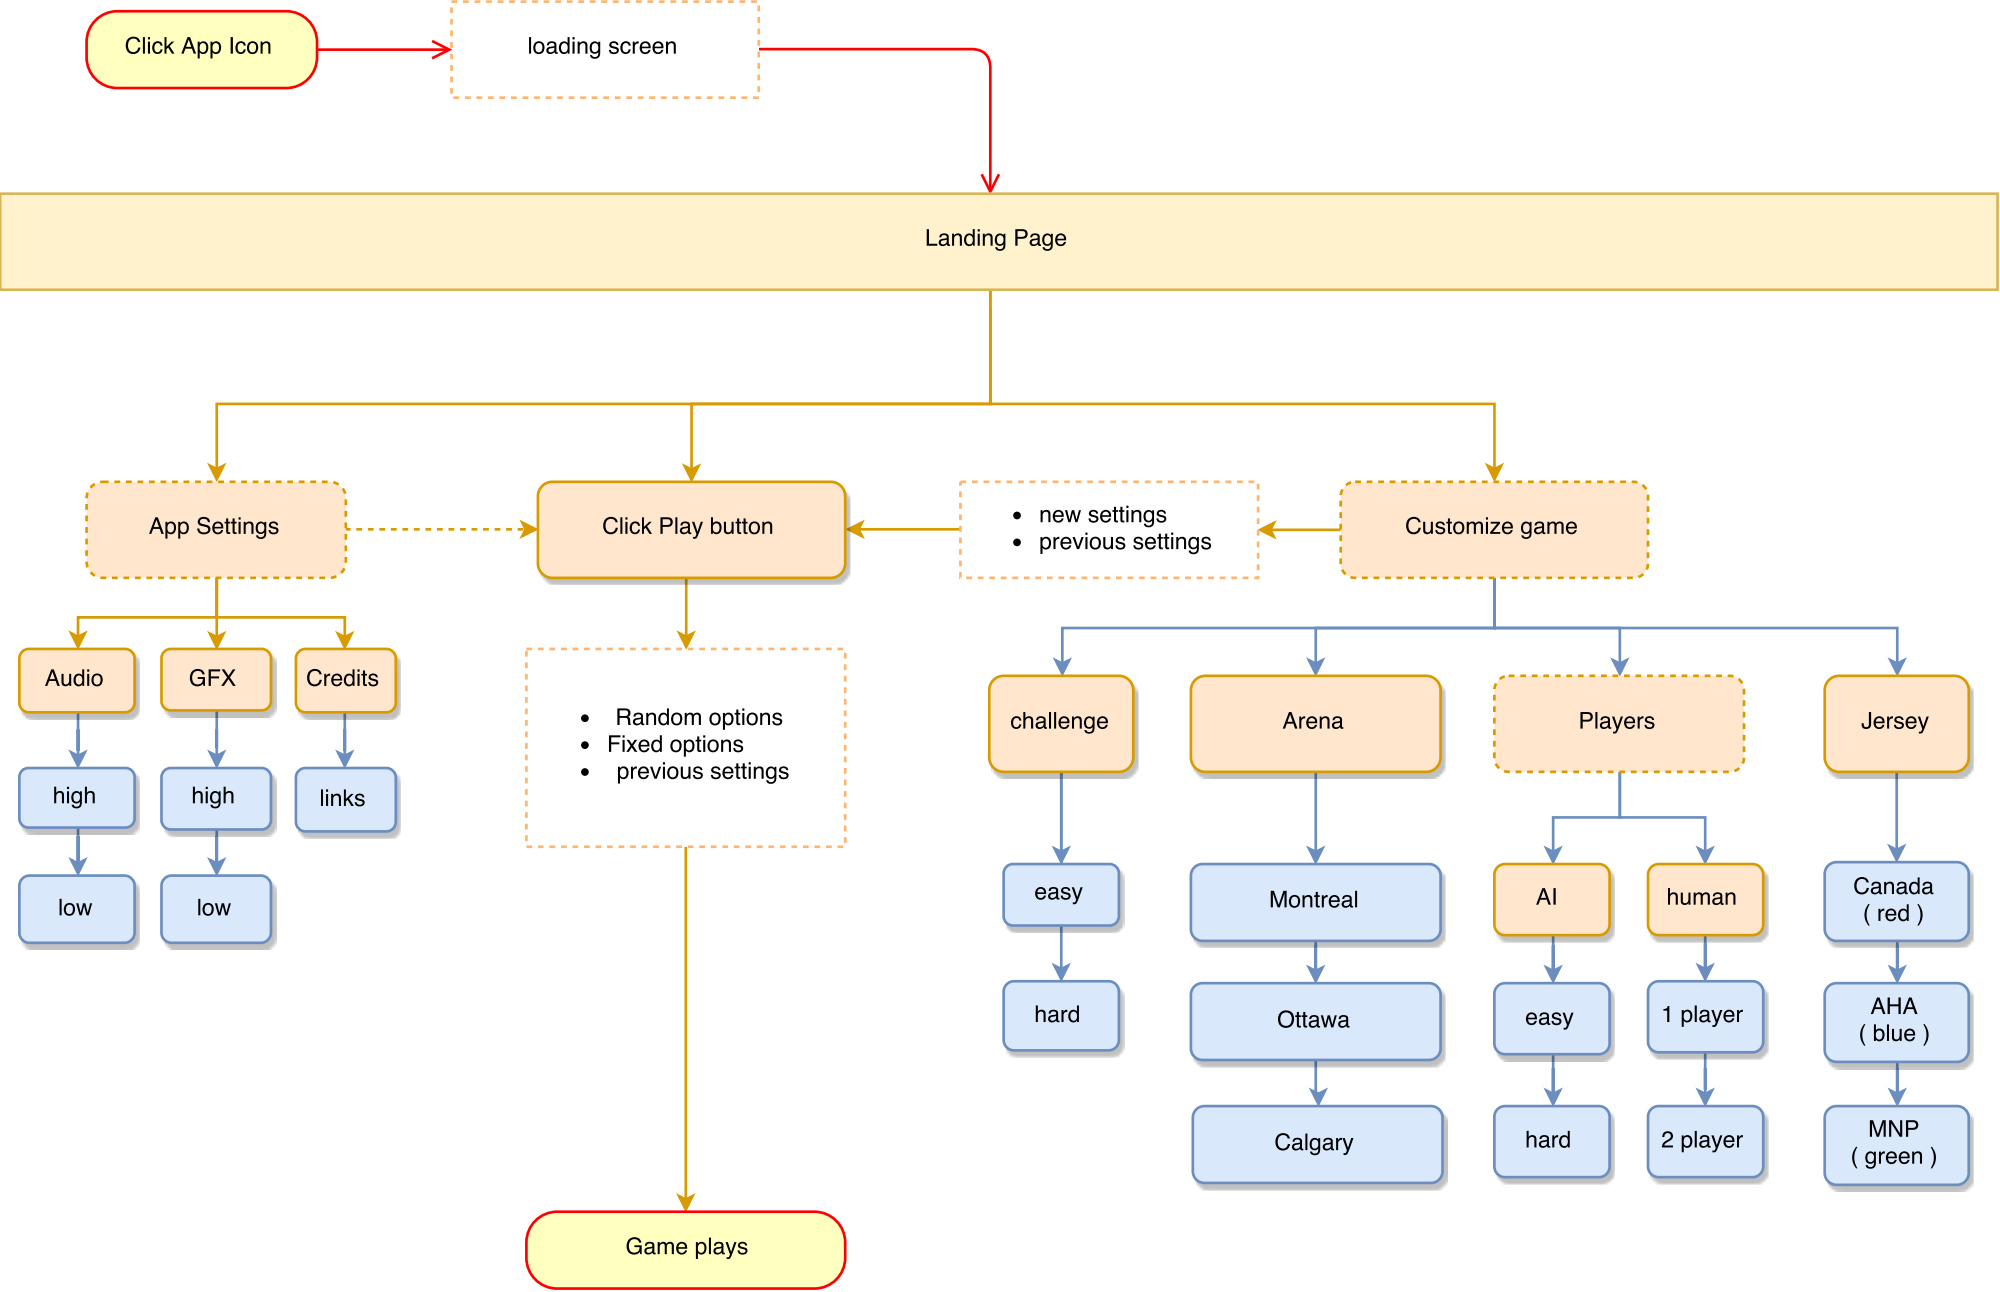 Click App Icon
loading screen
Landing Page
App Settings
Click Play button
• new settings
• previous settings
Customize game
Audio
GFX
Credits
• Random options
• Fixed options
• previous settings
challenge
Arena
Players
Jersey
high
high
links
low
low
easy
Montreal
AI
human
Canada
( red )
hard
Ottawa
easy
1 player
AHA
( blue )
Calgary
hard
2 player
MNP
( green )
Game plays